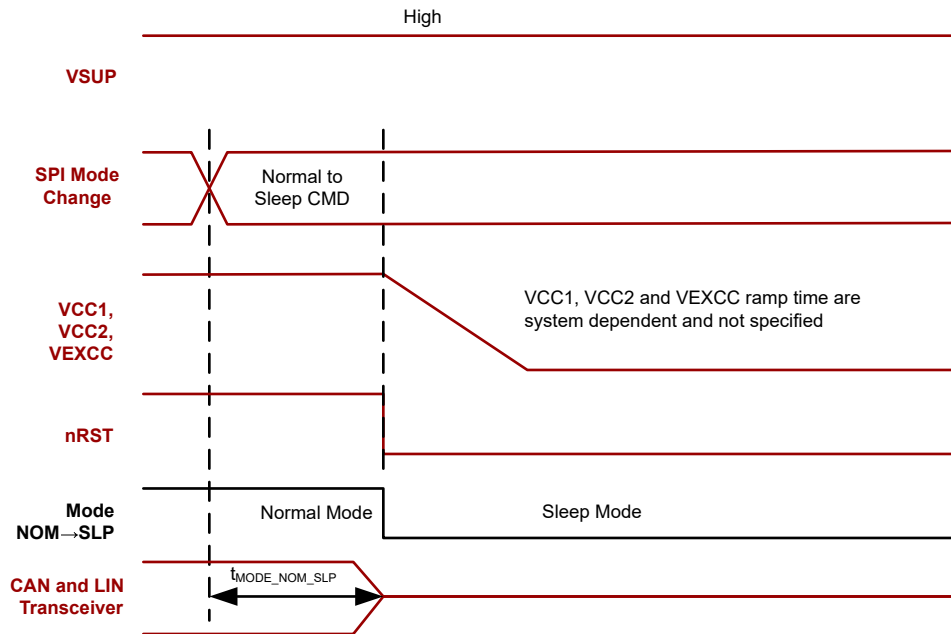 High
VSUP
SPI Mode
Change
Normal to
Sleep CMD
VCC1,
VCC2,
VEXCC
VCC1, VCC2 and VEXCC ramp time are
system dependent and not specified
nRST
Mode
NOM→SLP
Normal Mode
Sleep Mode
CAN and LIN
Transceiver
tMODE_NOM_SLP